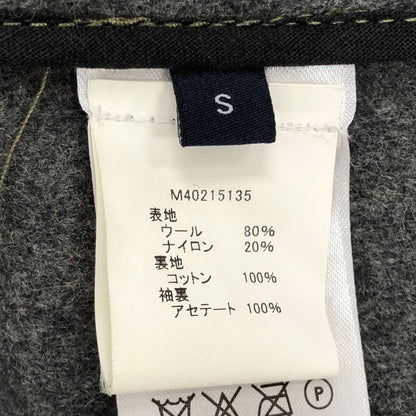 S
M40215135
表地
ウール 80%
ナイロン 20%
裏地
コットン 100%
袖裏
アセテート 100%
P